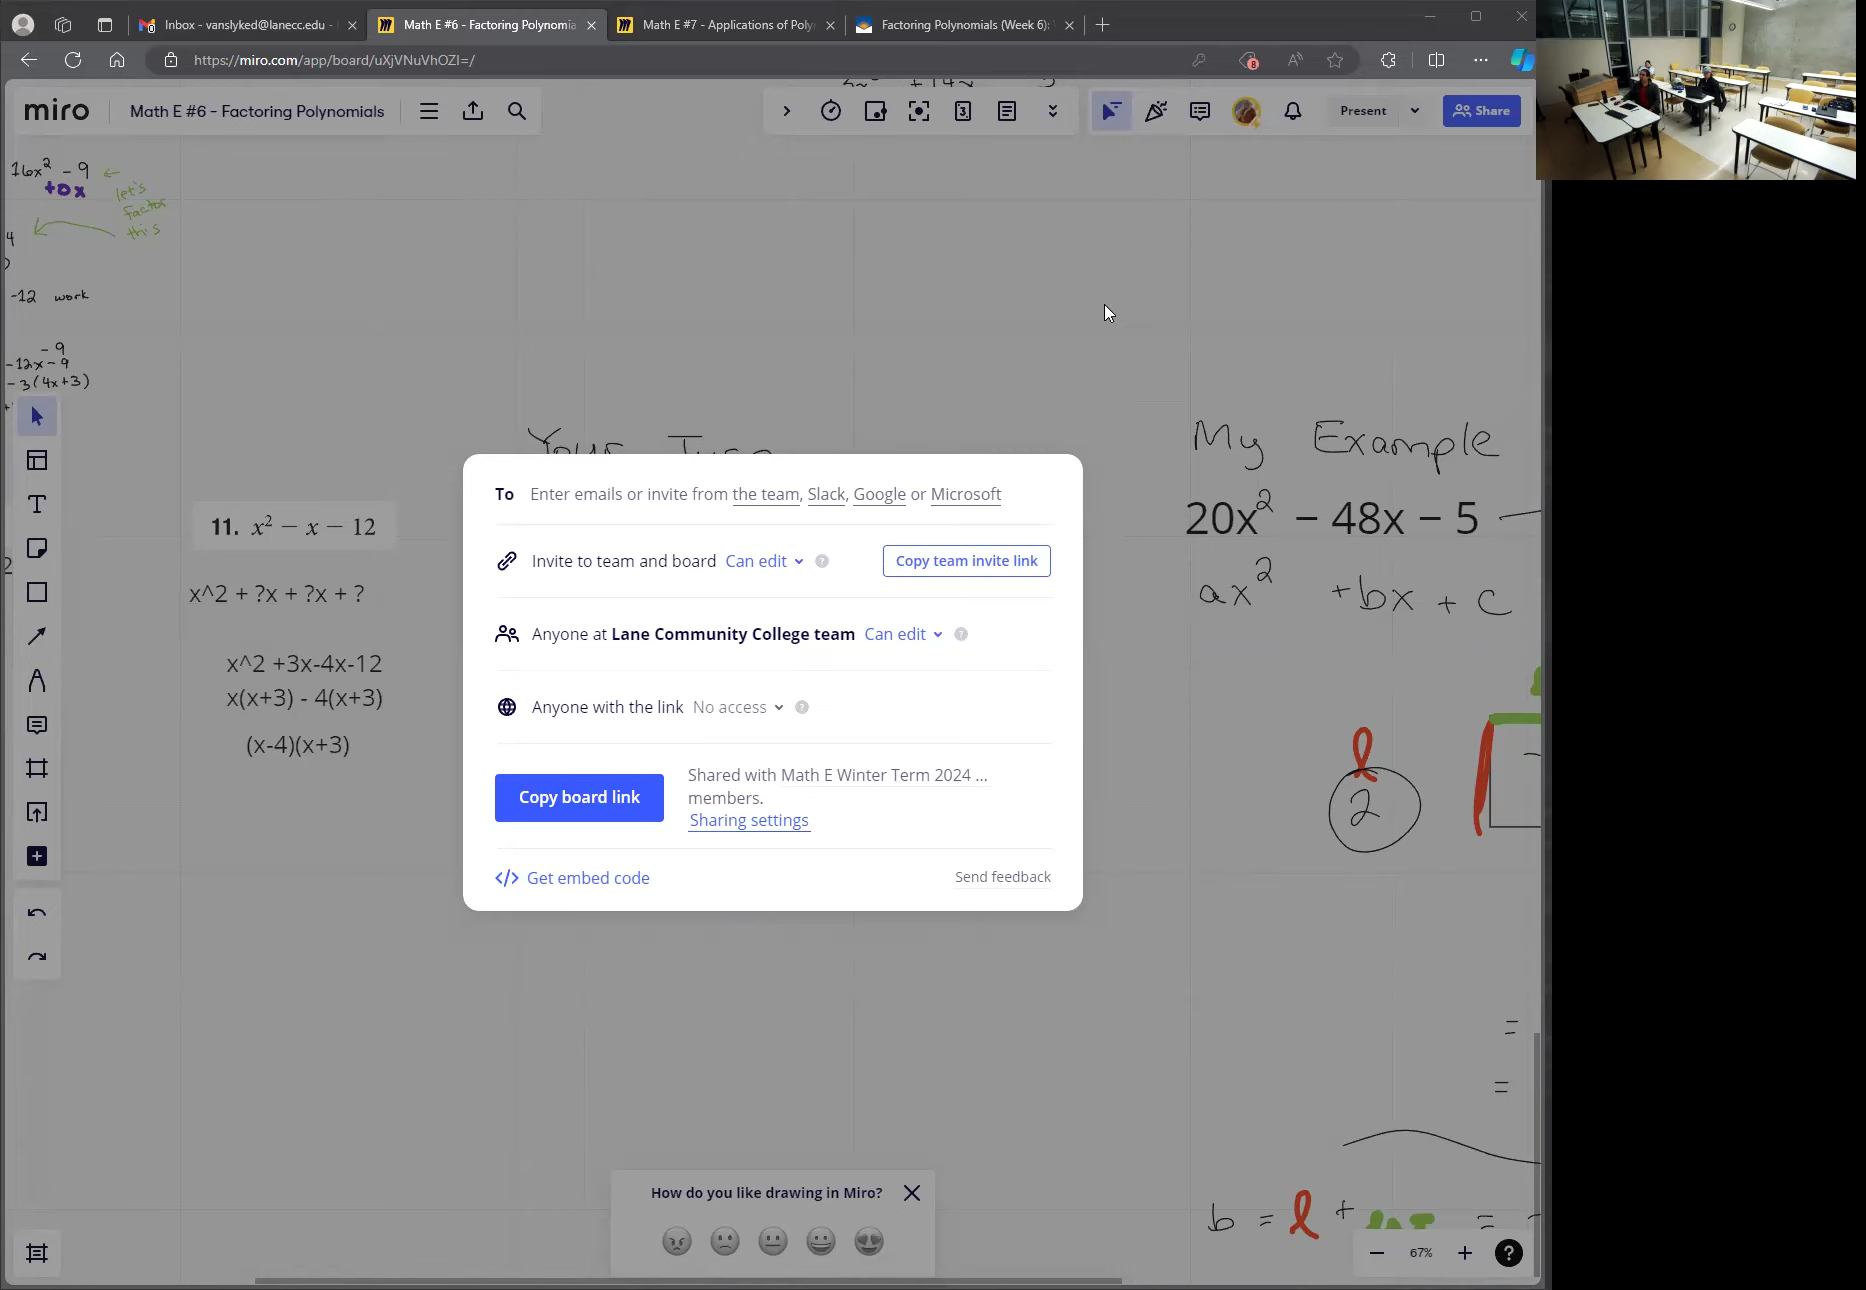 Inbox - vanslyked@lanecc.edu -
Math E #6 - Factoring Polynomia
Math E #7 - Applications of Poly
Factoring Polynomials (Week 6):
https://miro.com/app/board/uXjVNuVhOZI=/
8
miro
Math E #6 - Factoring Polynomials
3
Present
Share
16x² - 9
+0x
let's
factor
this
4
-12 work
- 9
-12x - 9
- 3(4x+3)
Your Turn
My Example
20x² - 48x - 5
ax² + bx + c
11. x² − x − 12
x^2 + ?x + ?x + ?
x^2 +3x-4x-12
x(x+3) - 4(x+3)
(x-4)(x+3)
To Enter emails or invite from the team, Slack, Google or Microsoft
Invite to team and board Can edit
Copy team invite link
Anyone at Lane Community College team Can edit
Anyone with the link No access
Copy board link
Shared with Math E Winter Term 2024 ...
members.
Sharing settings
</> Get embed code
Send feedback
l
2
=
=
b = l +
=
How do you like drawing in Miro?
67%
?